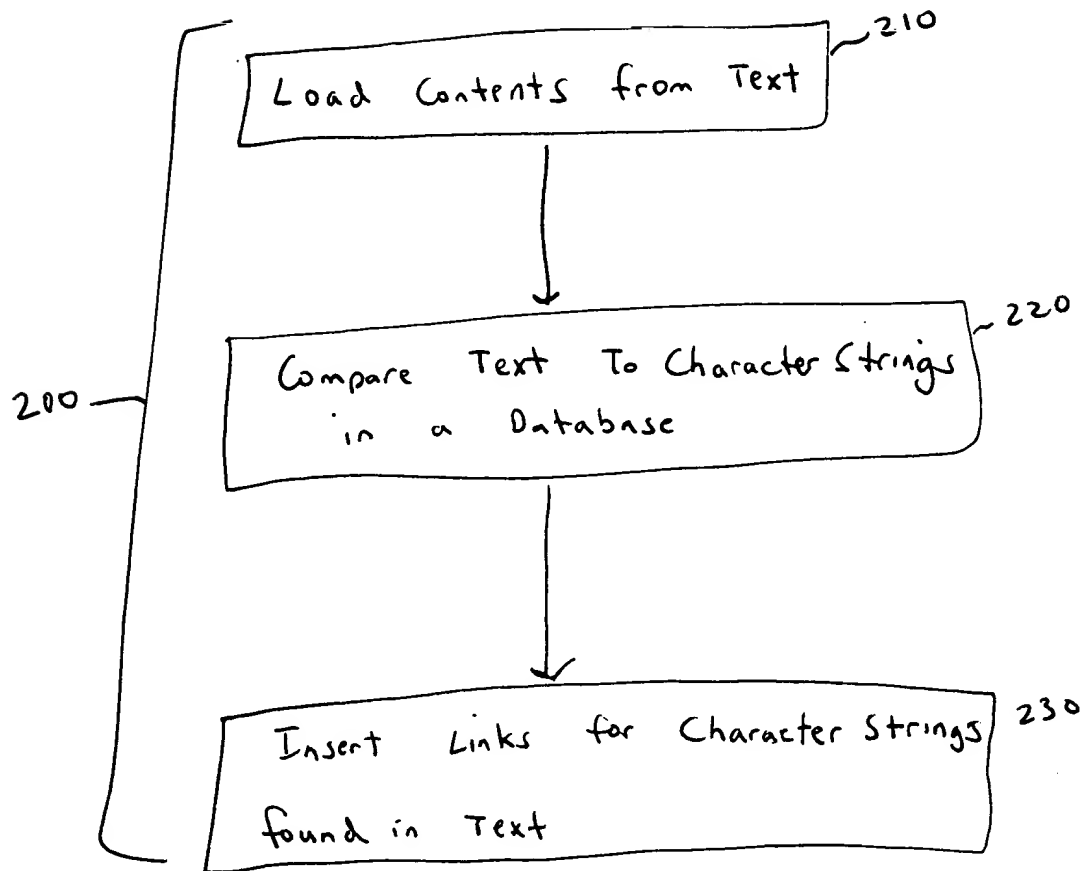 210
Load Contents from Text
220
Compare Text To Character Strings
in a Database
200
230
Insert Links for Character Strings
found in Text